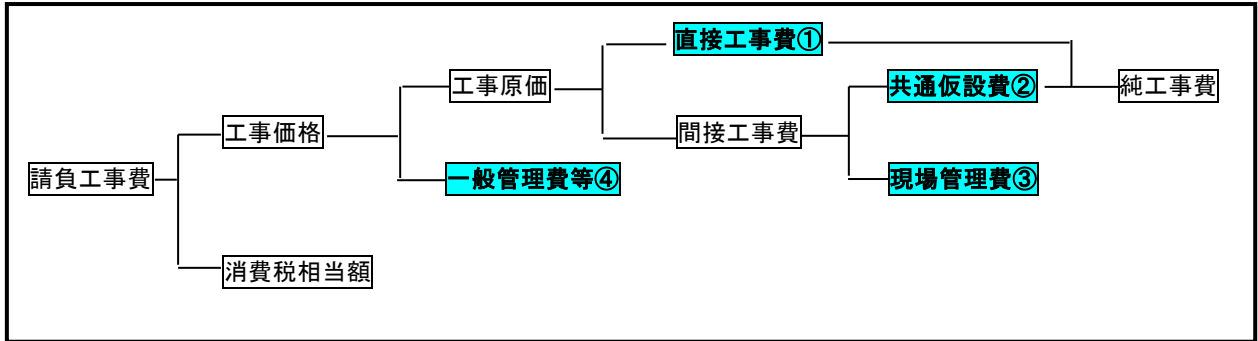 直接工事費①
工事原価
共通仮設費②
純工事費
工事価格
間接工事費
請負工事費
一般管理費等④
現場管理費③
消費税相当額